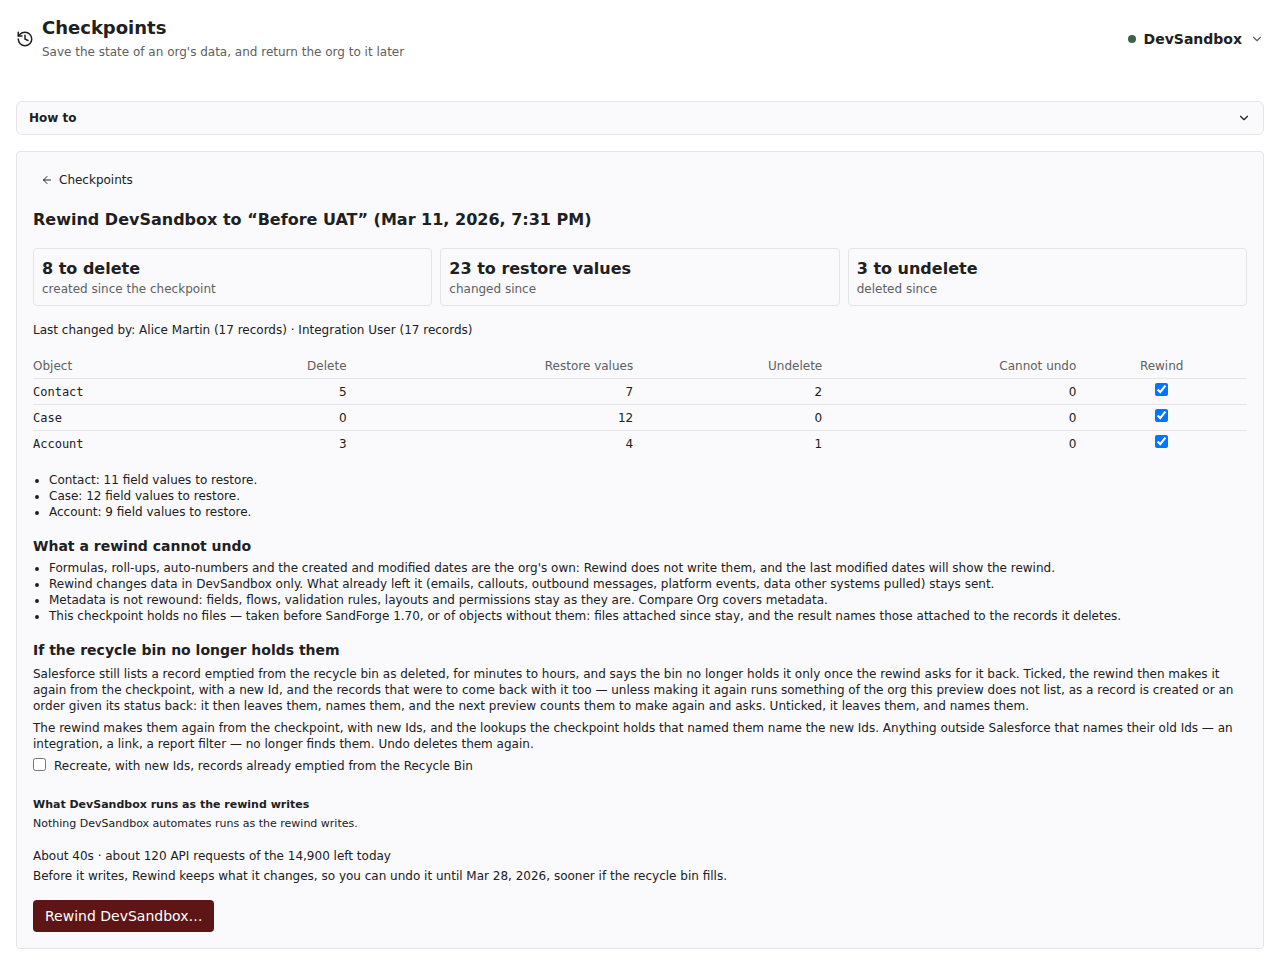 Checkpoints
Save the state of an org's data, and return the org to it later
DevSandbox
How to
Checkpoints
Rewind DevSandbox to “Before UAT” (Mar 11, 2026, 7:31 PM)
8 to delete
created since the checkpoint
23 to restore values
changed since
3 to undelete
deleted since
Last changed by: Alice Martin (17 records) · Integration User (17 records)
Object Delete Restore values Undelete Cannot undo Rewind
Contact 5 7 2 0
Case 0 12 0 0
Account 3 4 1 0
• Contact: 11 field values to restore.
• Case: 12 field values to restore.
• Account: 9 field values to restore.
What a rewind cannot undo
• Formulas, roll-ups, auto-numbers and the created and modified dates are the org's own: Rewind does not write them, and the last modified dates will show the rewind.
• Rewind changes data in DevSandbox only. What already left it (emails, callouts, outbound messages, platform events, data other systems pulled) stays sent.
• Metadata is not rewound: fields, flows, validation rules, layouts and permissions stay as they are. Compare Org covers metadata.
• This checkpoint holds no files — taken before SandForge 1.70, or of objects without them: files attached since stay, and the result names those attached to the records it deletes.
If the recycle bin no longer holds them
Salesforce still lists a record emptied from the recycle bin as deleted, for minutes to hours, and says the bin no longer holds it only once the rewind asks for it back. Ticked, the rewind then makes it
again from the checkpoint, with a new Id, and the records that were to come back with it too — unless making it again runs something of the org this preview does not list, as a record is created or an
order given its status back: it then leaves them, names them, and the next preview counts them to make again and asks. Unticked, it leaves them, and names them.
The rewind makes them again from the checkpoint, with new Ids, and the lookups the checkpoint holds that named them name the new Ids. Anything outside Salesforce that names their old Ids — an
integration, a link, a report filter — no longer finds them. Undo deletes them again.
Recreate, with new Ids, records already emptied from the Recycle Bin
What DevSandbox runs as the rewind writes
Nothing DevSandbox automates runs as the rewind writes.
About 40s · about 120 API requests of the 14,900 left today
Before it writes, Rewind keeps what it changes, so you can undo it until Mar 28, 2026, sooner if the recycle bin fills.
Rewind DevSandbox…